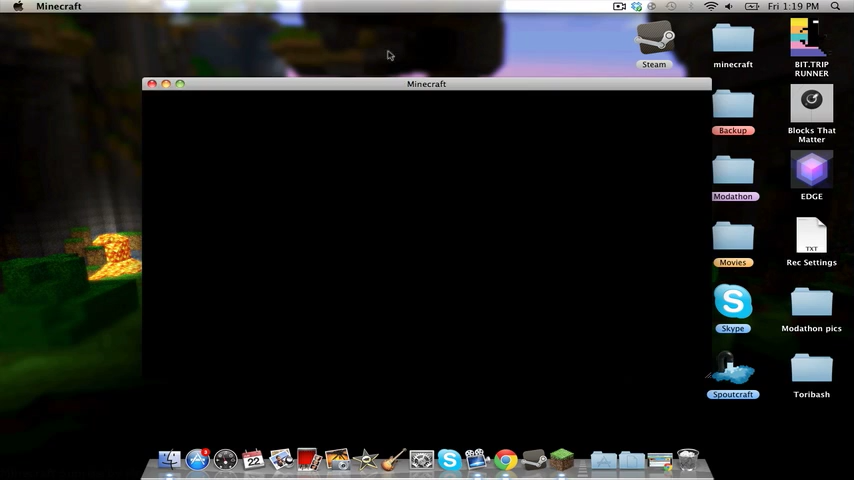 Minecraft
Fri 1:19 PM
Steam
minecraft
BIT.TRIP
RUNNER
Minecraft
Backup
Blocks That
Matter
Modathon
EDGE
TXT
Movies
Rec Settings
Skype
Modathon pics
Spoutcraft
Toribash
22